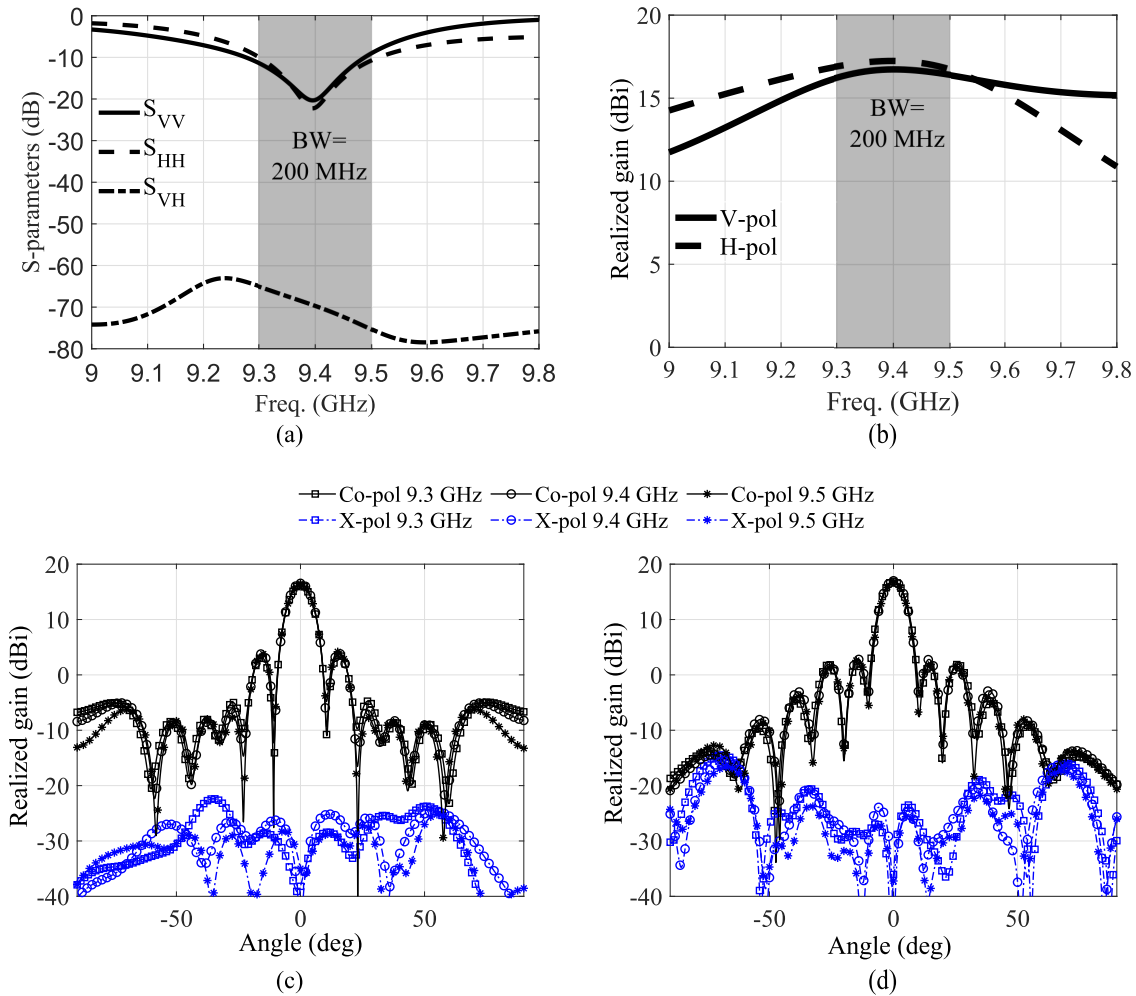 0
-10
-20
-30
-40
-50
-60
-70
-80
S-parameters (dB)
S_VV
S_HH
S_VH
BW=
200 MHz
9 9.1 9.2 9.3 9.4 9.5 9.6 9.7 9.8
Freq. (GHz)
(a)
20
15
10
5
0
Realized gain (dBi)
BW=
200 MHz
V-pol
H-pol
9 9.1 9.2 9.3 9.4 9.5 9.6 9.7 9.8
Freq. (GHz)
(b)
Co-pol 9.3 GHz Co-pol 9.4 GHz Co-pol 9.5 GHz
X-pol 9.3 GHz X-pol 9.4 GHz X-pol 9.5 GHz
20
10
0
-10
-20
-30
-40
Realized gain (dBi)
-50 0 50
Angle (deg)
(c)
20
10
0
-10
-20
-30
-40
Realized gain (dBi)
-50 0 50
Angle (deg)
(d)